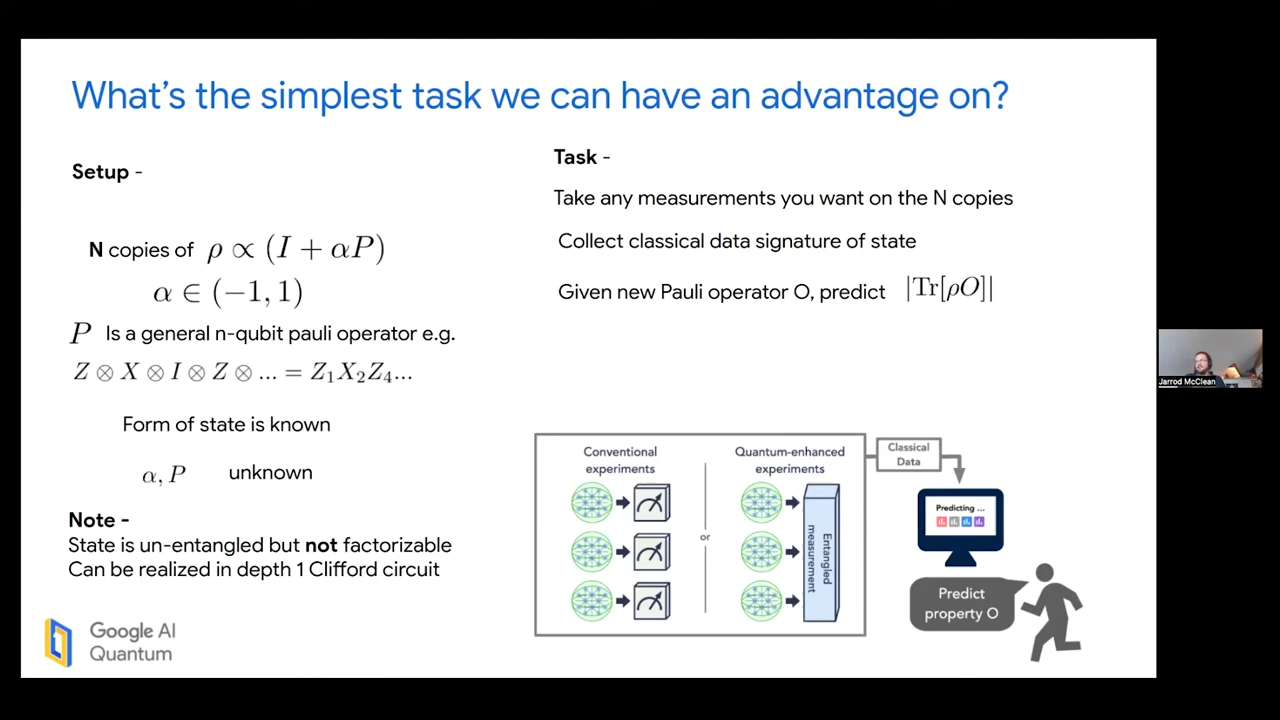 What's the simplest task we can have an advantage on?
Setup -
N copies of ρ ∝ (I + αP)
α ∈ (−1, 1)
P Is a general n-qubit pauli operator e.g.
Z ⊗ X ⊗ I ⊗ Z ⊗ ... = Z₁X₂Z₄...
Form of state is known
α, P unknown
Note -
State is un-entangled but not factorizable
Can be realized in depth 1 Clifford circuit
Google AI
Quantum
Task -
Take any measurements you want on the N copies
Collect classical data signature of state
Given new Pauli operator O, predict |Tr[ρO]|
Conventional
experiments
or
Quantum-enhanced
experiments
Entangled
measurement
Classical
Data
Predicting ...
Predict
property O
Jarrod McClean